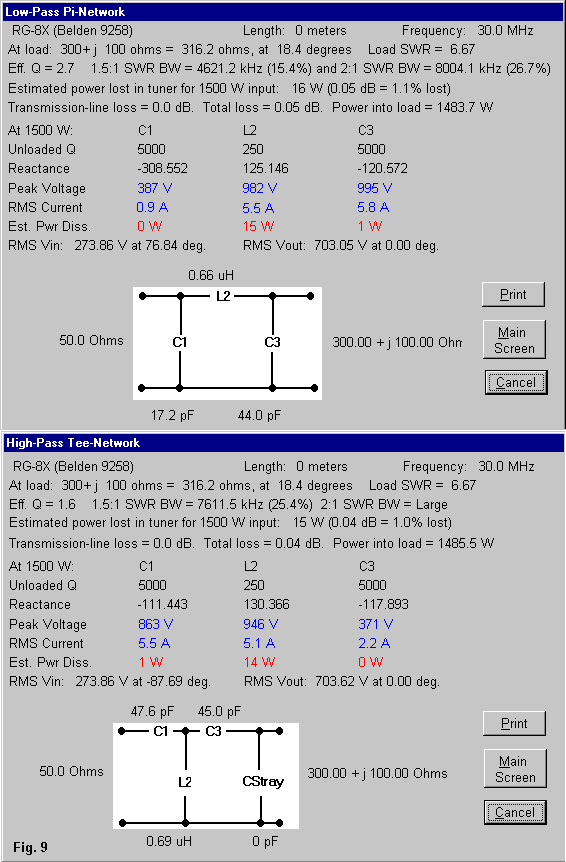 Low-Pass Pi-Network
RG-8X (Belden 9258) Length: 0 meters Frequency: 30.0 MHz
At load: 300+ j 100 ohms = 316.2 ohms, at 18.4 degrees Load SWR = 6.67
Eff. Q = 2.7 1.5:1 SWR BW = 4621.2 kHz (15.4%) and 2:1 SWR BW = 8004.1 kHz (26.7%)
Estimated power lost in tuner for 1500 W input: 16 W (0.05 dB = 1.1% lost)
Transmission-line loss = 0.0 dB. Total loss = 0.05 dB. Power into load = 1483.7 W
At 1500 W: C1 L2 C3
Unloaded Q 5000 250 5000
Reactance -308.552 125.146 -120.572
Peak Voltage 387 V 982 V 995 V
RMS Current 0.9 A 5.5 A 5.8 A
Est. Pwr Diss. 0 W 15 W 1 W
RMS Vin: 273.86 V at 76.84 deg. RMS Vout: 703.05 V at 0.00 deg.
0.66 uH
L2
Print
50.0 Ohms C1 C3 300.00 + j 100.00 Ohm
Main
Screen
Cancel
17.2 pF 44.0 pF
High-Pass Tee-Network
RG-8X (Belden 9258) Length: 0 meters Frequency: 30.0 MHz
At load: 300+ j 100 ohms = 316.2 ohms, at 18.4 degrees Load SWR = 6.67
Eff. Q = 1.6 1.5:1 SWR BW = 7611.5 kHz (25.4%) 2:1 SWR BW = Large
Estimated power lost in tuner for 1500 W input: 15 W (0.04 dB = 1.0% lost)
Transmission-line loss = 0.0 dB. Total loss = 0.04 dB. Power into load = 1485.5 W
At 1500 W: C1 L2 C3
Unloaded Q 5000 250 5000
Reactance -111.443 130.366 -117.893
Peak Voltage 863 V 946 V 371 V
RMS Current 5.5 A 5.1 A 2.2 A
Est. Pwr Diss. 1 W 14 W 0 W
RMS Vin: 273.86 V at -87.69 deg. RMS Vout: 703.62 V at 0.00 deg.
47.6 pF 45.0 pF
C1 C3
Print
50.0 Ohms L2 CStray 300.00 + j 100.00 Ohms
Main
Screen
Cancel
0.69 uH 0 pF
Fig. 9